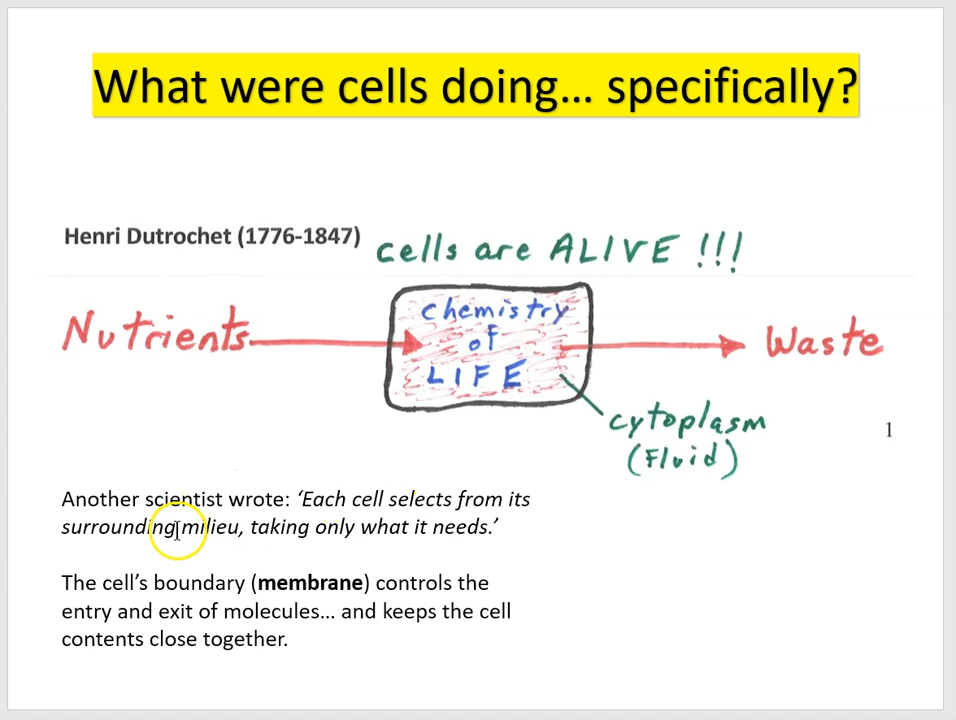 What were cells doing... specifically?
Henri Dutrochet (1776-1847)
cells are ALIVE !!!
Nutrients
Chemistry
of
LIFE
Waste
cytoplasm
(Fluid)
1
Another scientist wrote: ‘Each cell selects from its
surrounding milieu, taking only what it needs.’
The cell’s boundary (membrane) controls the
entry and exit of molecules... and keeps the cell
contents close together.